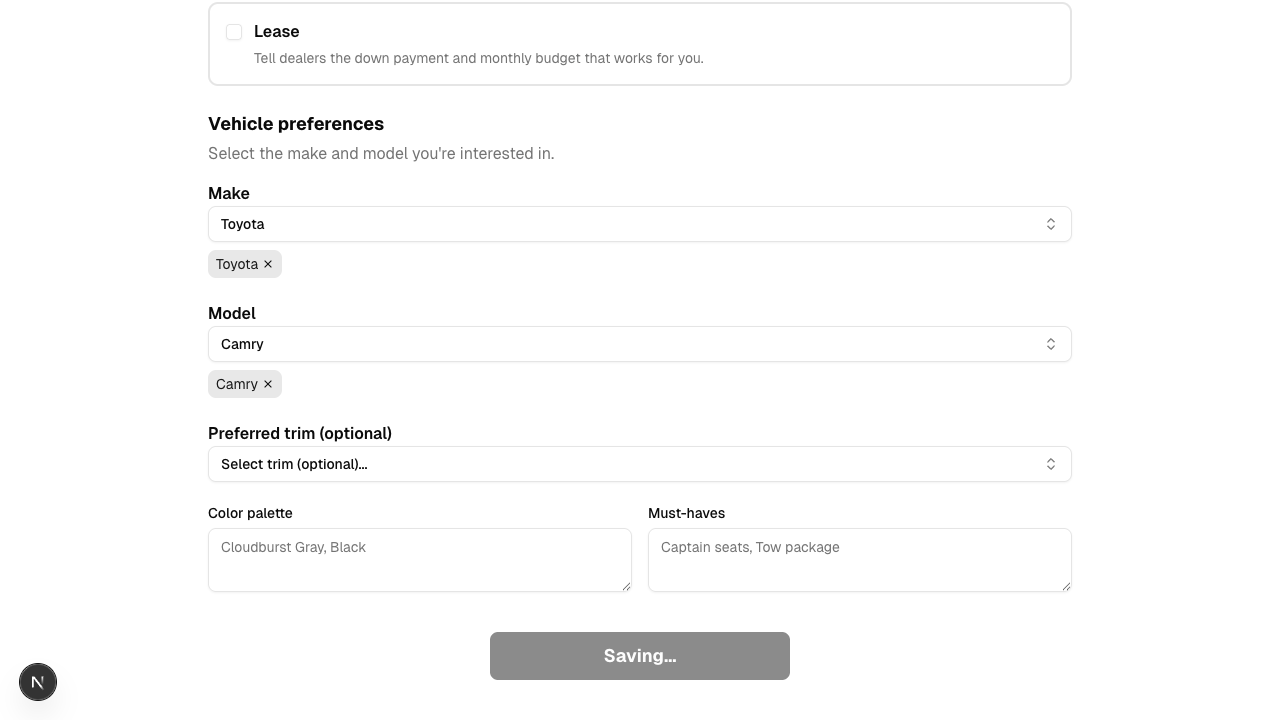 Lease
Tell dealers the down payment and monthly budget that works for you.
Vehicle preferences
Select the make and model you're interested in.
Make
Toyota
Toyota ×
Model
Camry
Camry ×
Preferred trim (optional)
Select trim (optional)...
Color palette
Must-haves
Cloudburst Gray, Black
Captain seats, Tow package
Saving...
N